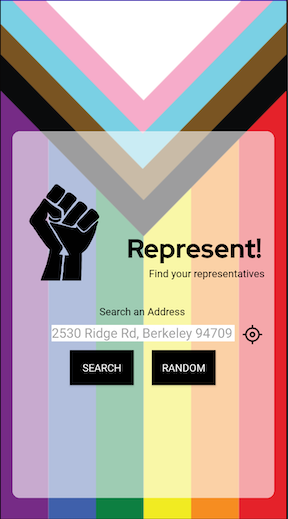 Represent!
Find your representatives
Search an Address
2530 Ridge Rd, Berkeley 94709
SEARCH
RANDOM